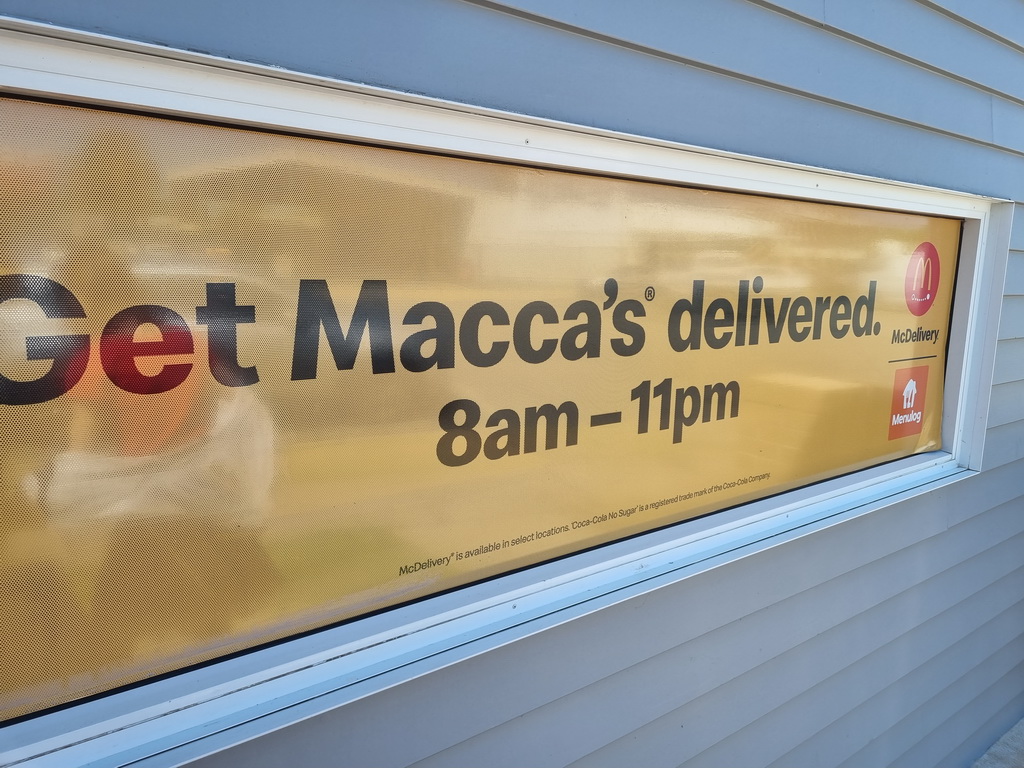 Get Macca's® delivered.
8am – 11pm
McDelivery
Menulog
McDelivery® is available in select locations. 'Coca-Cola No Sugar' is a registered trade mark of the Coca-Cola Company